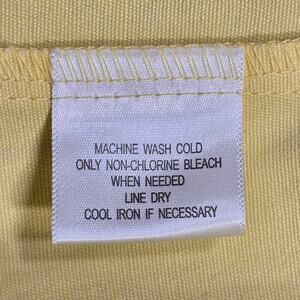 MACHINE WASH COLD
ONLY NON-CHLORINE BLEACH
WHEN NEEDED
LINE DRY
COOL IRON IF NECESSARY